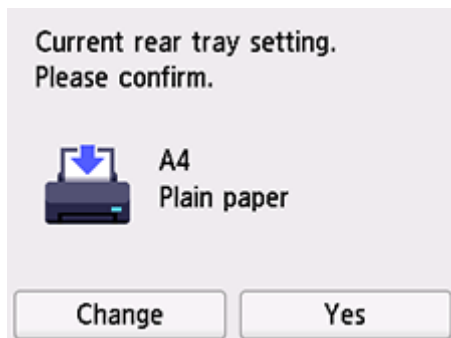 Current rear tray setting.
Please confirm.
A4
Plain paper
Change
Yes